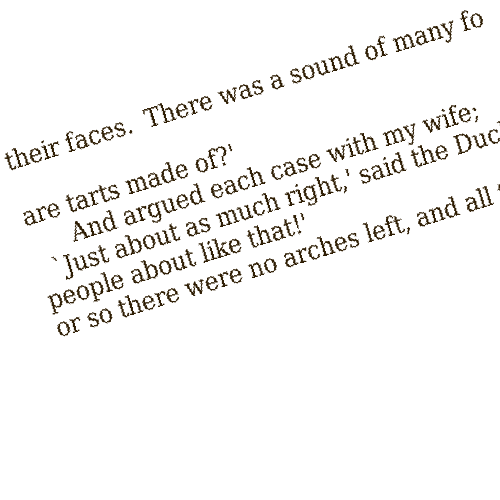 their faces.  There was a sound of many fo
are tarts made of?'
And argued each case with my wife;
`Just about as much right,' said the Duc
people about like that!'
or so there were no arches left, and all